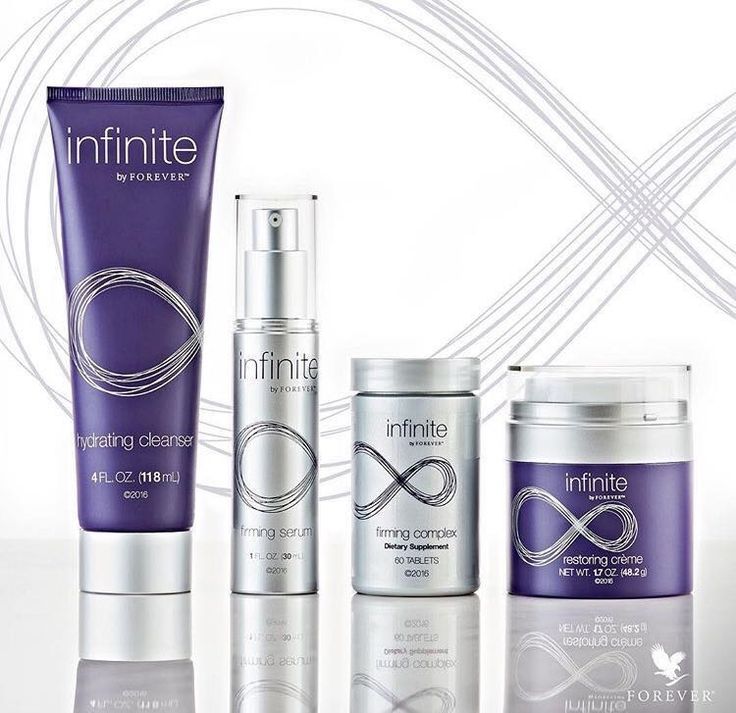 infinite
by FOREVER™
hydrating cleanser
4 FL. OZ. (118 mL)
©2016
infinite
by FOREVER™
firming serum
1 FL. OZ. (30 mL)
©2016
infinite
by FOREVER™
firming complex
Dietary Supplement
60 TABLETS
©2016
infinite
by FOREVER™
restoring crème
NET WT. 1.7 OZ. (48.2 g)
©2016
FOREVER